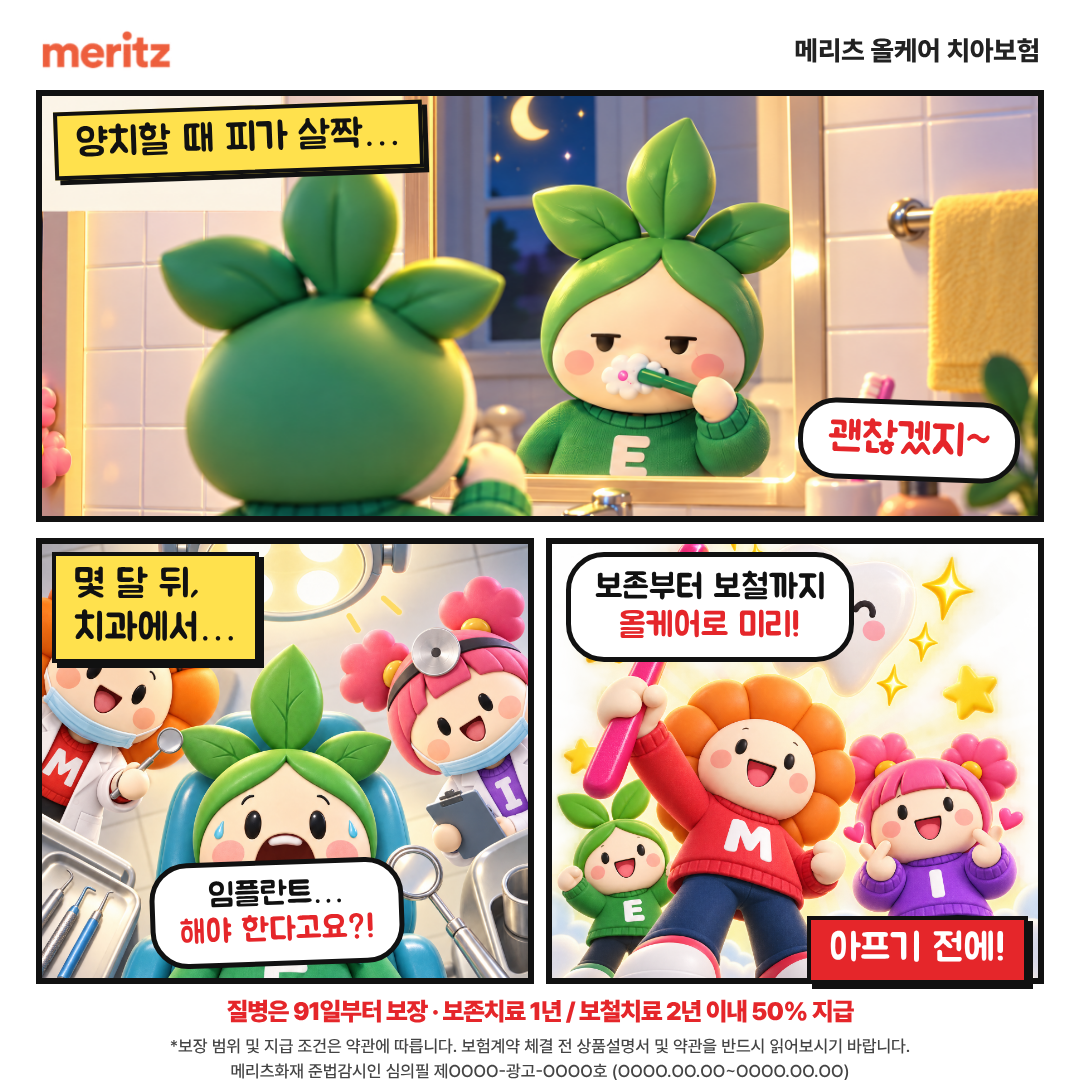 meritz
메리츠 올케어 치아보험
양치할 때 피가 살짝...
E
괜찮겠지~
몇 달 뒤,
치과에서...
M
I
임플란트...
해야 한다고요?!
E
보존부터 보철까지
올케어로 미리!
M
E
I
아프기 전에!
질병은 91일부터 보장 · 보존치료 1년 / 보철치료 2년 이내 50% 지급
*보장 범위 및 지급 조건은 약관에 따릅니다. 보험계약 체결 전 상품설명서 및 약관을 반드시 읽어보시기 바랍니다.
메리츠화재 준법감시인 심의필 제OOOO-광고-OOOO호 (OOOO.OO.OO~OOOO.OO.OO)